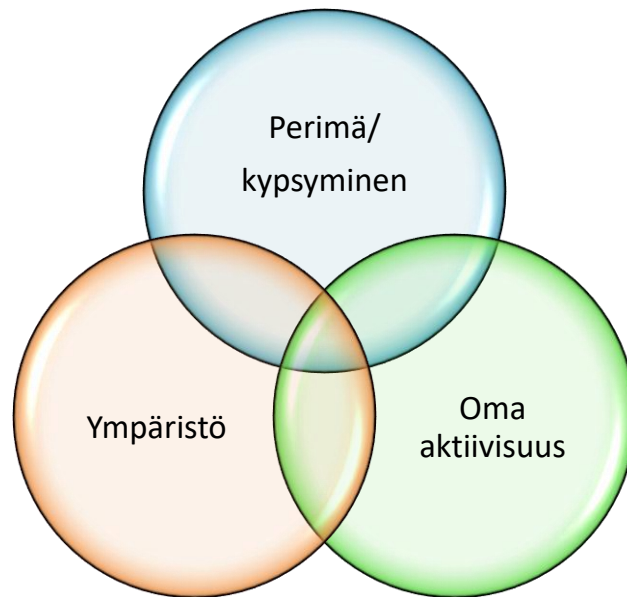 Perimä/
kypsyminen
Ympäristö
Oma
aktiivisuus